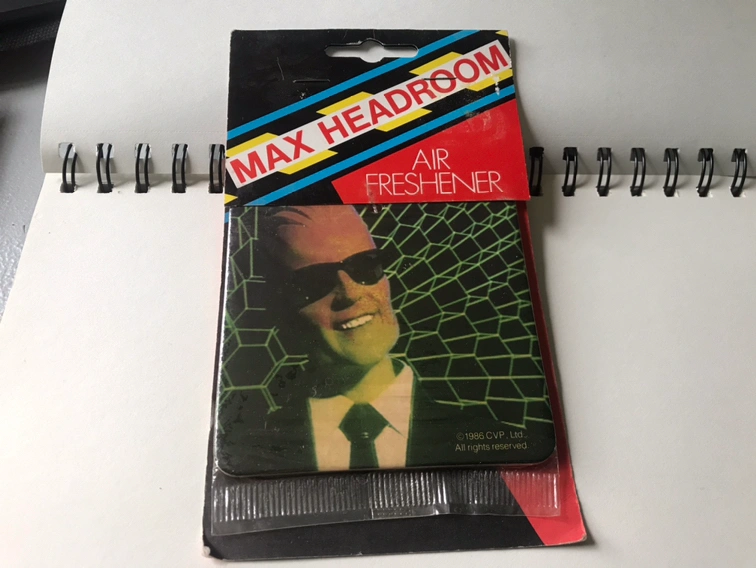 MAX HEADROOM
AIR
FRESHENER
©1986 CVP, Ltd.
All rights reserved.